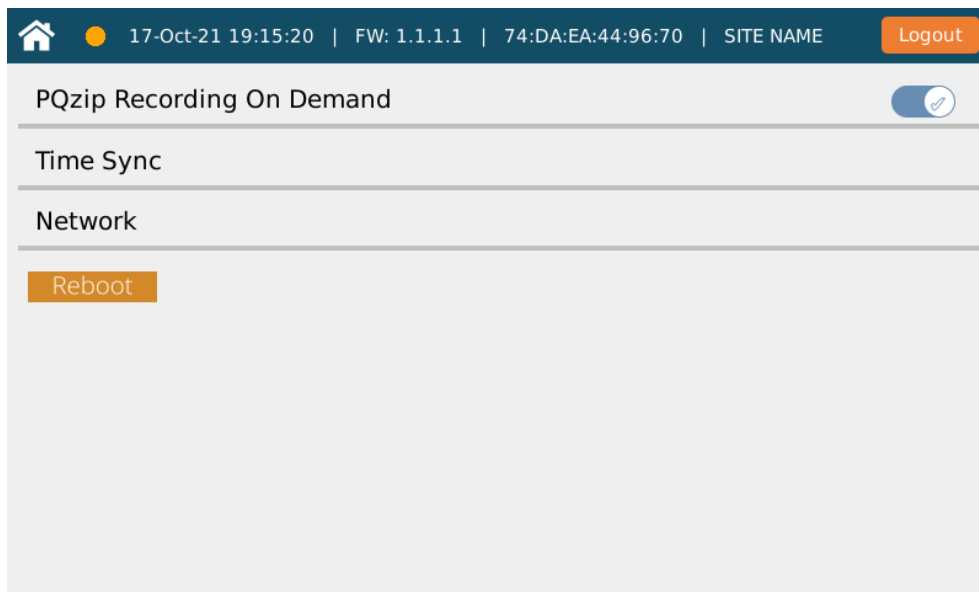 17-Oct-21 19:15:20 | FW: 1.1.1.1 | 74:DA:EA:44:96:70 | SITE NAME Logout
PQzip Recording On Demand
Time Sync
Network
Reboot